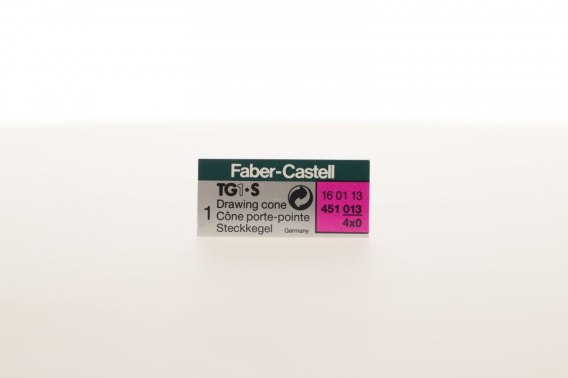 Faber-Castell
TG1•S
1
Drawing cone
Cône porte-pointe
Steckkegel
Germany
16 01 13
451 013
4x0